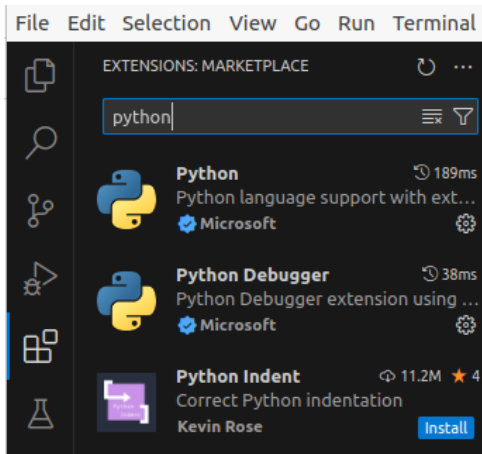 File Edit Selection View Go Run Terminal
EXTENSIONS: MARKETPLACE
python
Python 189ms
Python language support with ext...
Microsoft
Python Debugger 38ms
Python Debugger extension using ...
Microsoft
Python Indent 11.2M ★ 4
Correct Python indentation
Kevin Rose Install